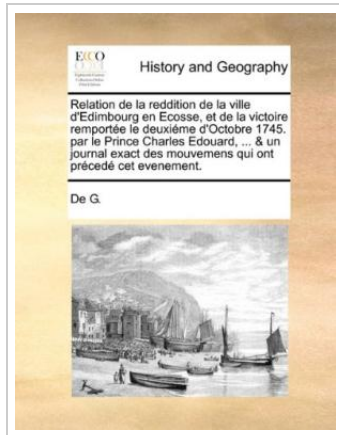 ECCO
History and Geography
Relation de la reddition de la ville
d'Edimbourg en Ecosse, et de la victoire
remportée le deuxiéme d'Octobre 1745.
par le Prince Charles Edouard, ... & un
journal exact des mouvemens qui ont
précedé cet evenement.
De G.